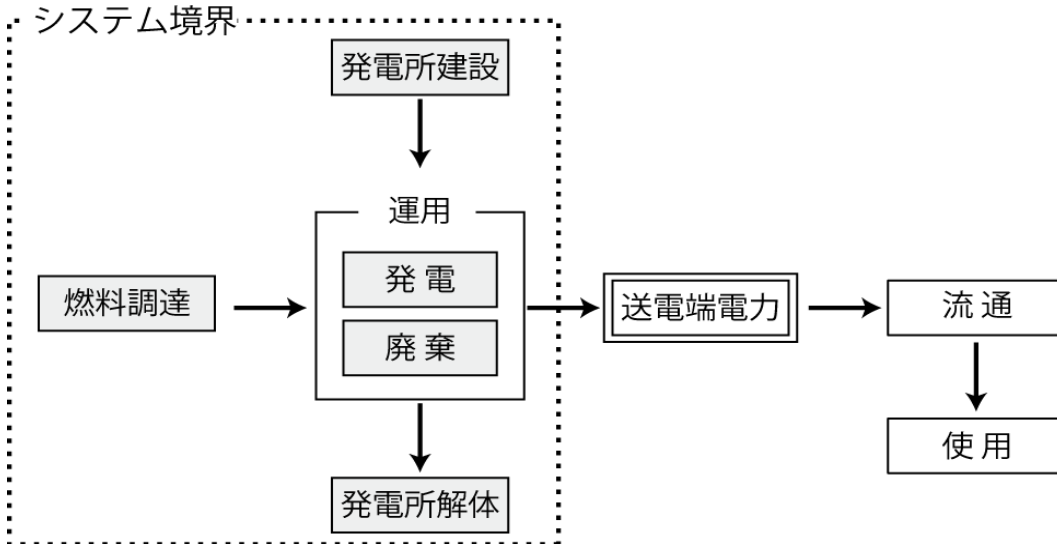 システム境界
発電所建設
運用
発 電
廃 棄
燃料調達
発電所解体
送電端電力
流 通
使 用